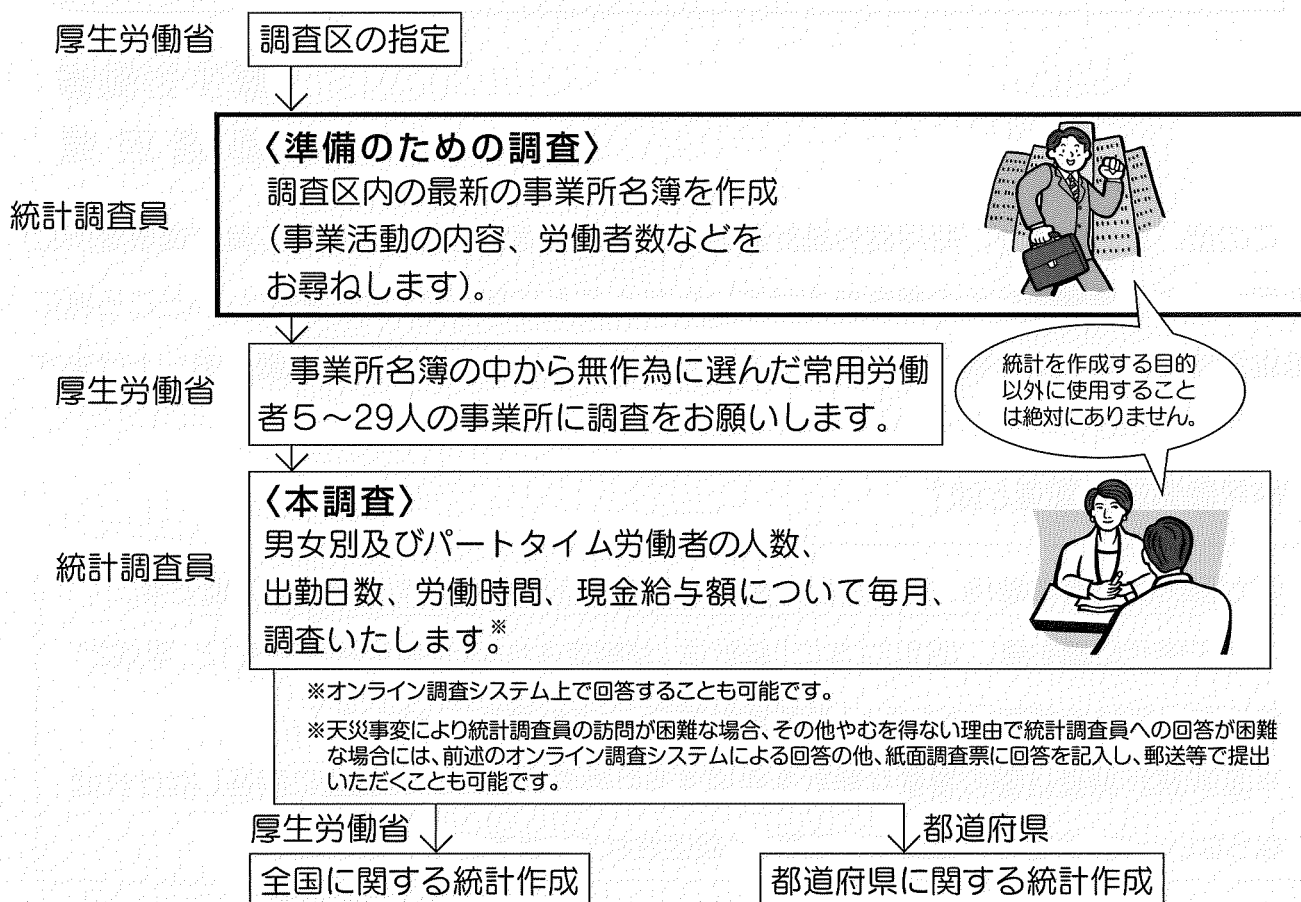 厚生労働省
調査区の指定
統計調査員
〈準備のための調査〉
調査区内の最新の事業所名簿を作成
(事業活動の内容、労働者数などを
お尋ねします)。
厚生労働省
事業所名簿の中から無作為に選んだ常用労働
者5～29人の事業所に調査をお願いします。
統計を作成する目的
以外に使用すること
は絶対にありません。
統計調査員
〈本調査〉
男女別及びパートタイム労働者の人数、
出勤日数、労働時間、現金給与額について毎月、
調査いたします。※
※オンライン調査システム上で回答することも可能です。
※天災事変により統計調査員の訪問が困難な場合、その他やむを得ない理由で統計調査員への回答が困難
な場合には、前述のオンライン調査システムによる回答の他、紙面調査票に回答を記入し、郵送等で提出
いただくことも可能です。
厚生労働省
全国に関する統計作成
都道府県
都道府県に関する統計作成